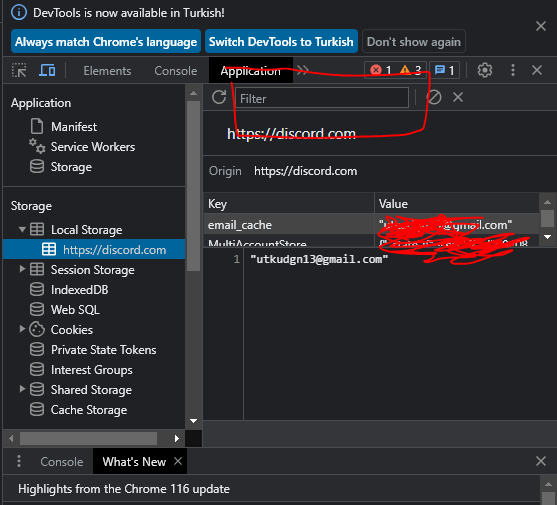 DevTools is now available in Turkish!
Always match Chrome's language Switch DevTools to Turkish Don't show again
Elements Console Application 1 3 1
Application
Manifest
Service Workers
Storage
Storage
Local Storage
https://discord.com
Session Storage
IndexedDB
Web SQL
Cookies
Private State Tokens
Interest Groups
Shared Storage
Cache Storage
Filter
https://discord.com
Origin https://discord.com
Key Value
email_cache @gmail.com"
MultiAccountStore
1 "utkudgn13@gmail.com"
Console What's New
Highlights from the Chrome 116 update